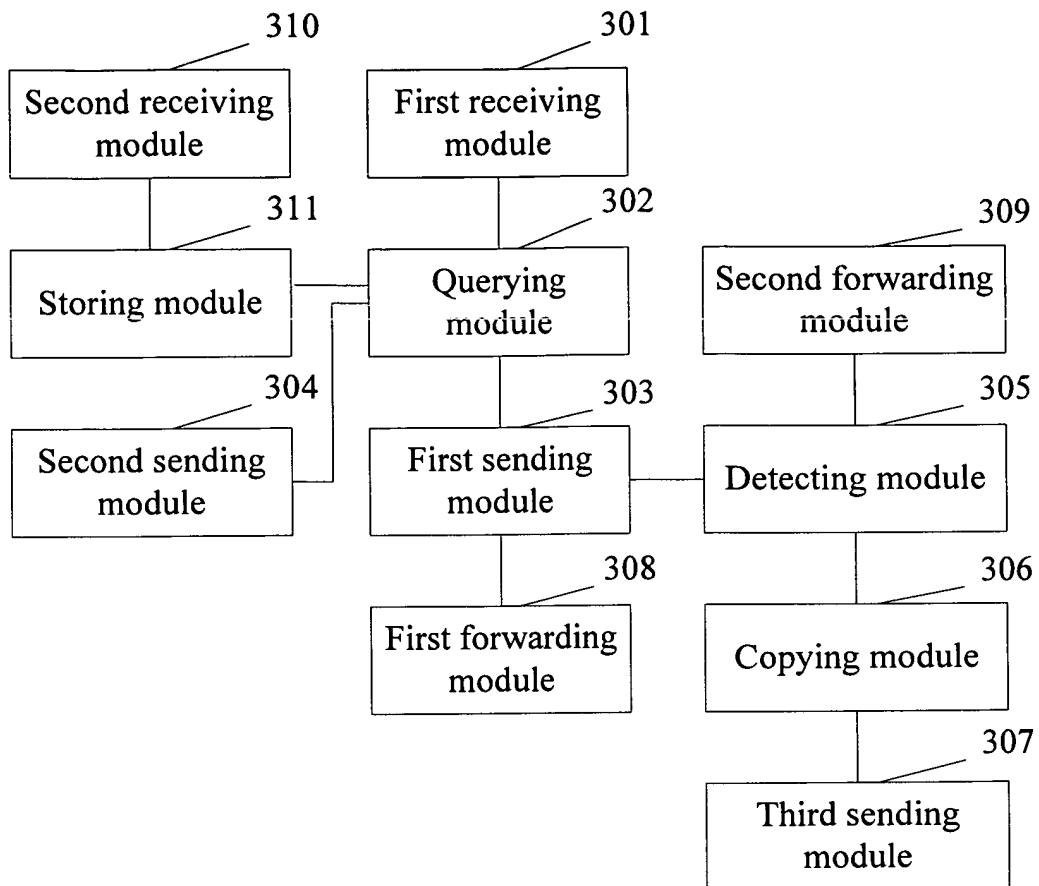 310
301
Second receiving
module
First receiving
module
311
302
309
Storing module
Querying
module
Second forwarding
module
304
303
305
Second sending
module
First sending
module
Detecting module
308
306
First forwarding
module
Copying module
307
Third sending
module